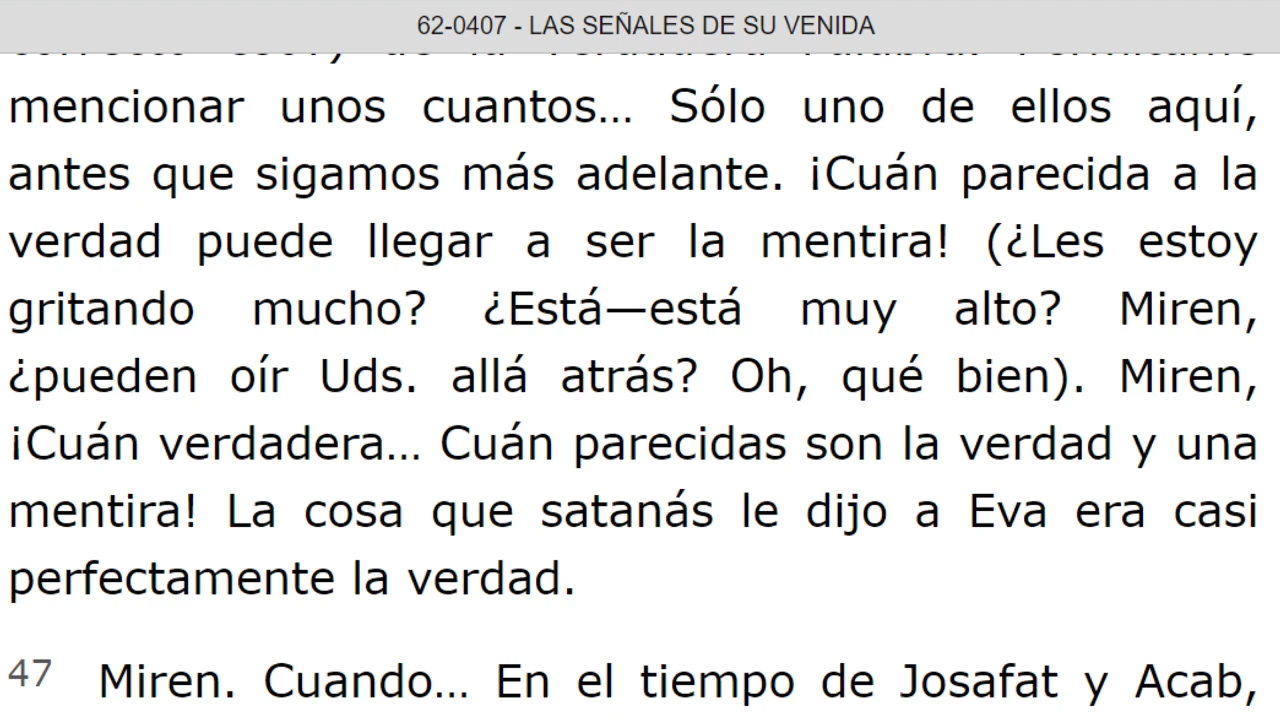 62-0407 - LAS SEÑALES DE SU VENIDA
mencionar unos cuantos… Sólo uno de ellos aquí,
antes que sigamos más adelante. ¡Cuán parecida a la
verdad puede llegar a ser la mentira! (¿Les estoy
gritando mucho? ¿Está—está muy alto? Miren,
¿pueden oír Uds. allá atrás? Oh, qué bien). Miren,
¡Cuán verdadera… Cuán parecidas son la verdad y una
mentira! La cosa que satanás le dijo a Eva era casi
perfectamente la verdad.
47 Miren. Cuando… En el tiempo de Josafat y Acab,